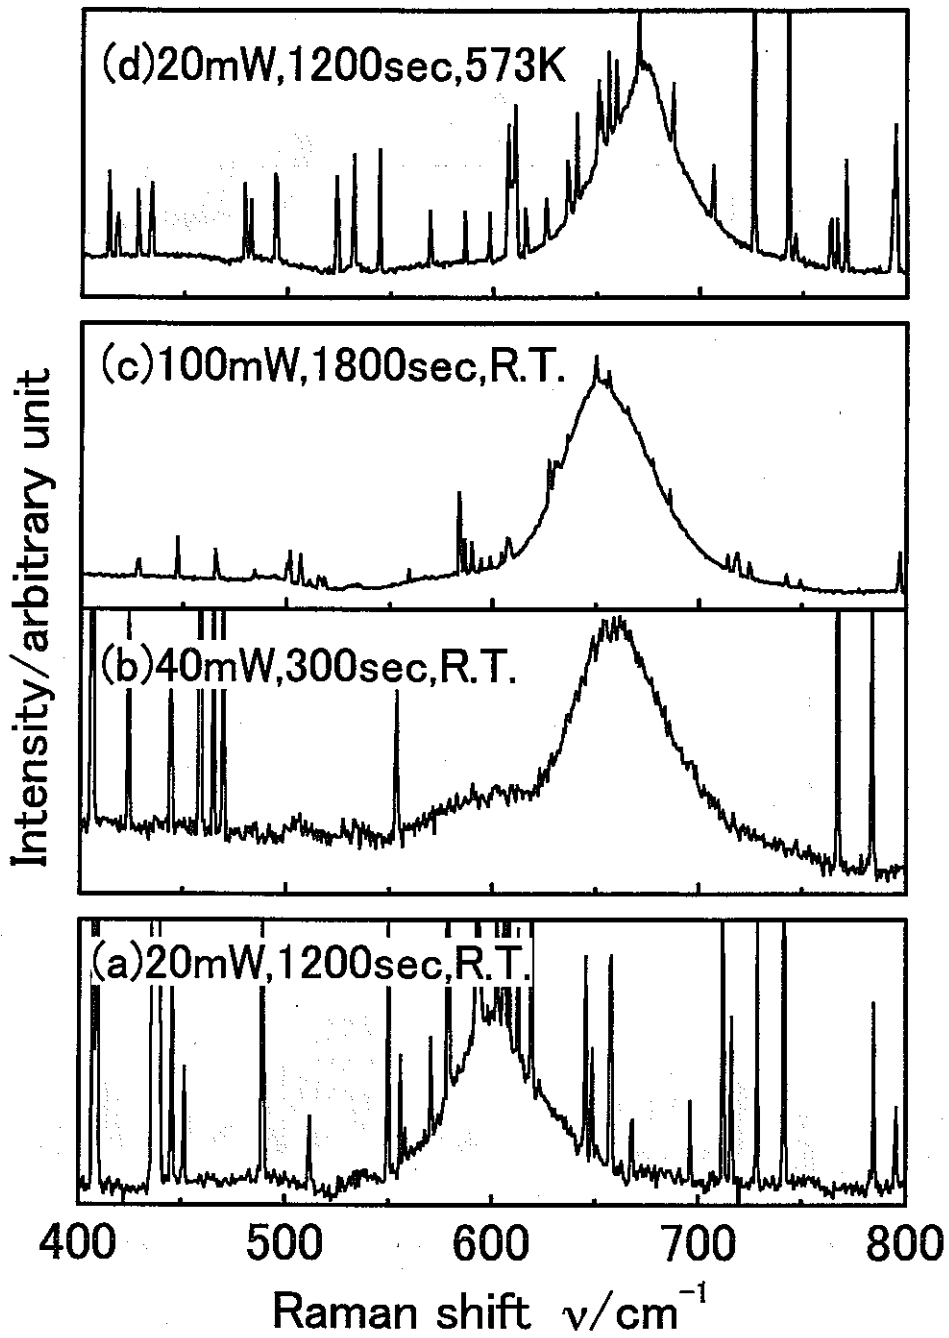 (d)20mW,1200sec,573K
(c)100mW,1800sec,R.T.
(b)40mW,300sec,R.T.
(a)20mW,1200sec,R.T.
Intensity/arbitrary unit
400 500 600 700 800
Raman shift ν/cm⁻¹